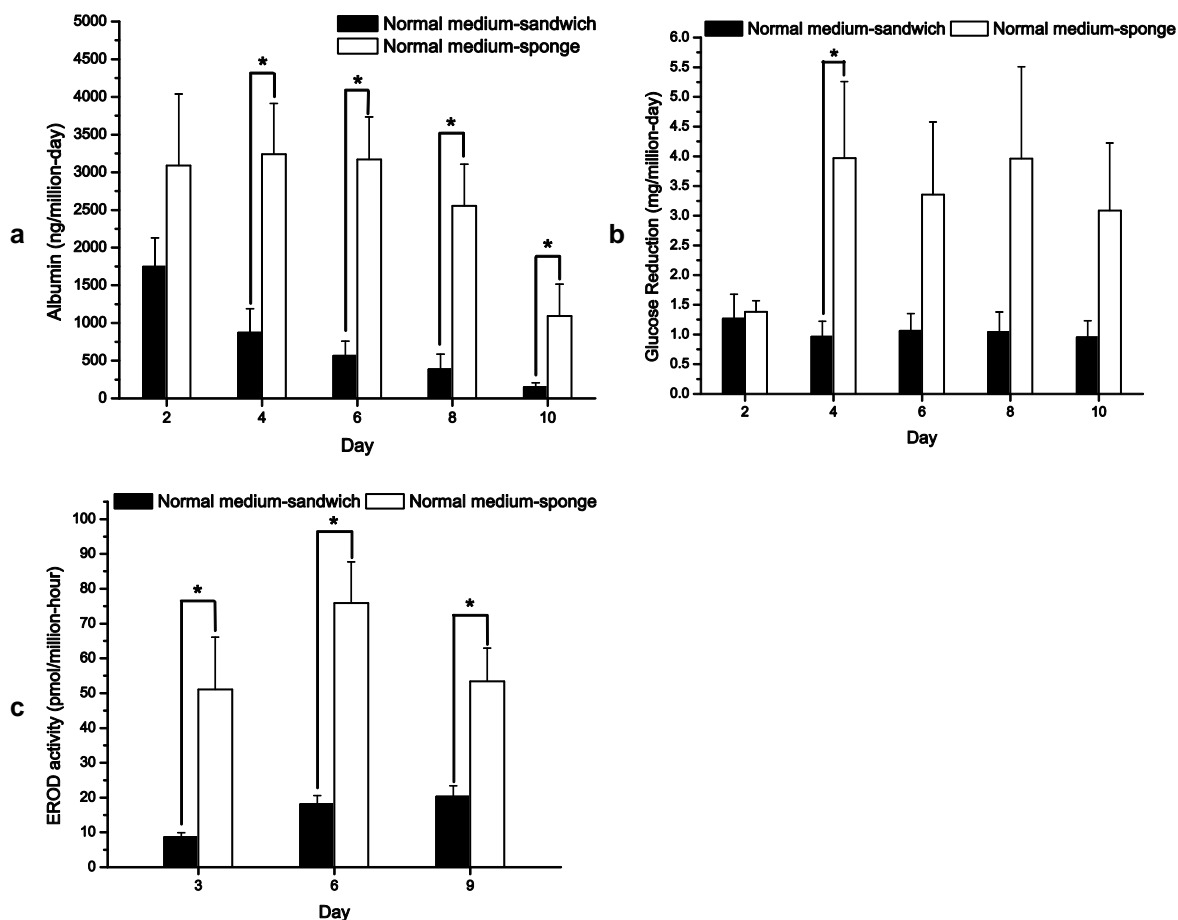 a
5000
4500
4000
3500
3000
2500
2000
1500
1000
500
0
Albumin (ng/million-day)
Normal medium-sandwich
Normal medium-sponge
*
*
*
*
2 4 6 8 10
Day
b
6.0
5.5
5.0
4.5
4.0
3.5
3.0
2.5
2.0
1.5
1.0
0.5
0.0
Glucose Reduction (mg/million-day)
Normal medium-sandwich Normal medium-sponge
*
2 4 6 8 10
Day
c
100
90
80
70
60
50
40
30
20
10
0
EROD activity (pmol/million-hour)
Normal medium-sandwich Normal medium-sponge
*
*
*
3 6 9
Day